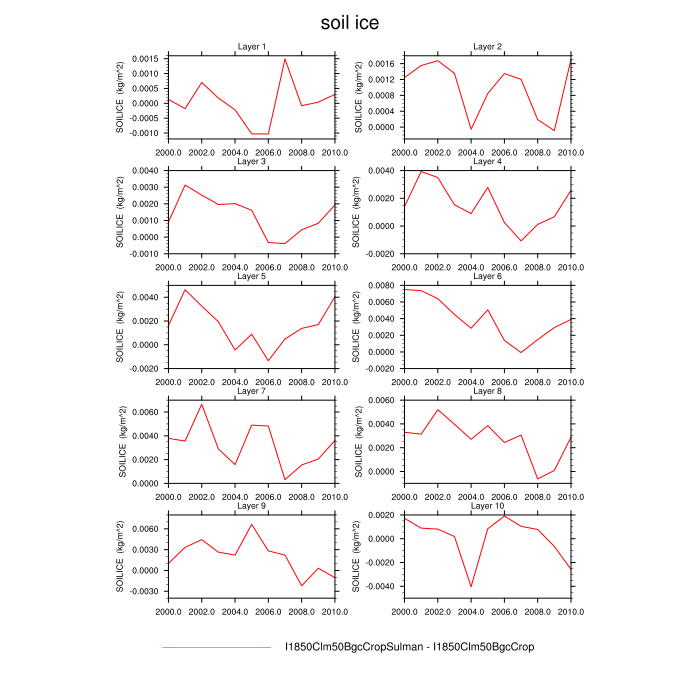 soil ice
Layer 1
Layer 2
SOILICE (kg/m^2)
0.0015
0.0010
0.0005
0.0000
-0.0005
-0.0010
2000.0 2002.0 2004.0 2006.0 2008.0 2010.0
SOILICE (kg/m^2)
0.0016
0.0012
0.0008
0.0004
0.0000
2000.0 2002.0 2004.0 2006.0 2008.0 2010.0
Layer 3
Layer 4
SOILICE (kg/m^2)
0.0040
0.0030
0.0020
0.0010
0.0000
-0.0010
2000.0 2002.0 2004.0 2006.0 2008.0 2010.0
SOILICE (kg/m^2)
0.0040
0.0020
0.0000
-0.0020
2000.0 2002.0 2004.0 2006.0 2008.0 2010.0
Layer 5
Layer 6
SOILICE (kg/m^2)
0.0040
0.0020
0.0000
-0.0020
2000.0 2002.0 2004.0 2006.0 2008.0 2010.0
SOILICE (kg/m^2)
0.0080
0.0060
0.0040
0.0020
0.0000
-0.0020
2000.0 2002.0 2004.0 2006.0 2008.0 2010.0
Layer 7
Layer 8
SOILICE (kg/m^2)
0.0060
0.0040
0.0020
0.0000
2000.0 2002.0 2004.0 2006.0 2008.0 2010.0
SOILICE (kg/m^2)
0.0060
0.0040
0.0020
0.0000
2000.0 2002.0 2004.0 2006.0 2008.0 2010.0
Layer 9
Layer 10
SOILICE (kg/m^2)
0.0060
0.0030
0.0000
-0.0030
2000.0 2002.0 2004.0 2006.0 2008.0 2010.0
SOILICE (kg/m^2)
0.0020
0.0000
-0.0020
-0.0040
2000.0 2002.0 2004.0 2006.0 2008.0 2010.0
I1850Clm50BgcCropSulman - I1850Clm50BgcCrop